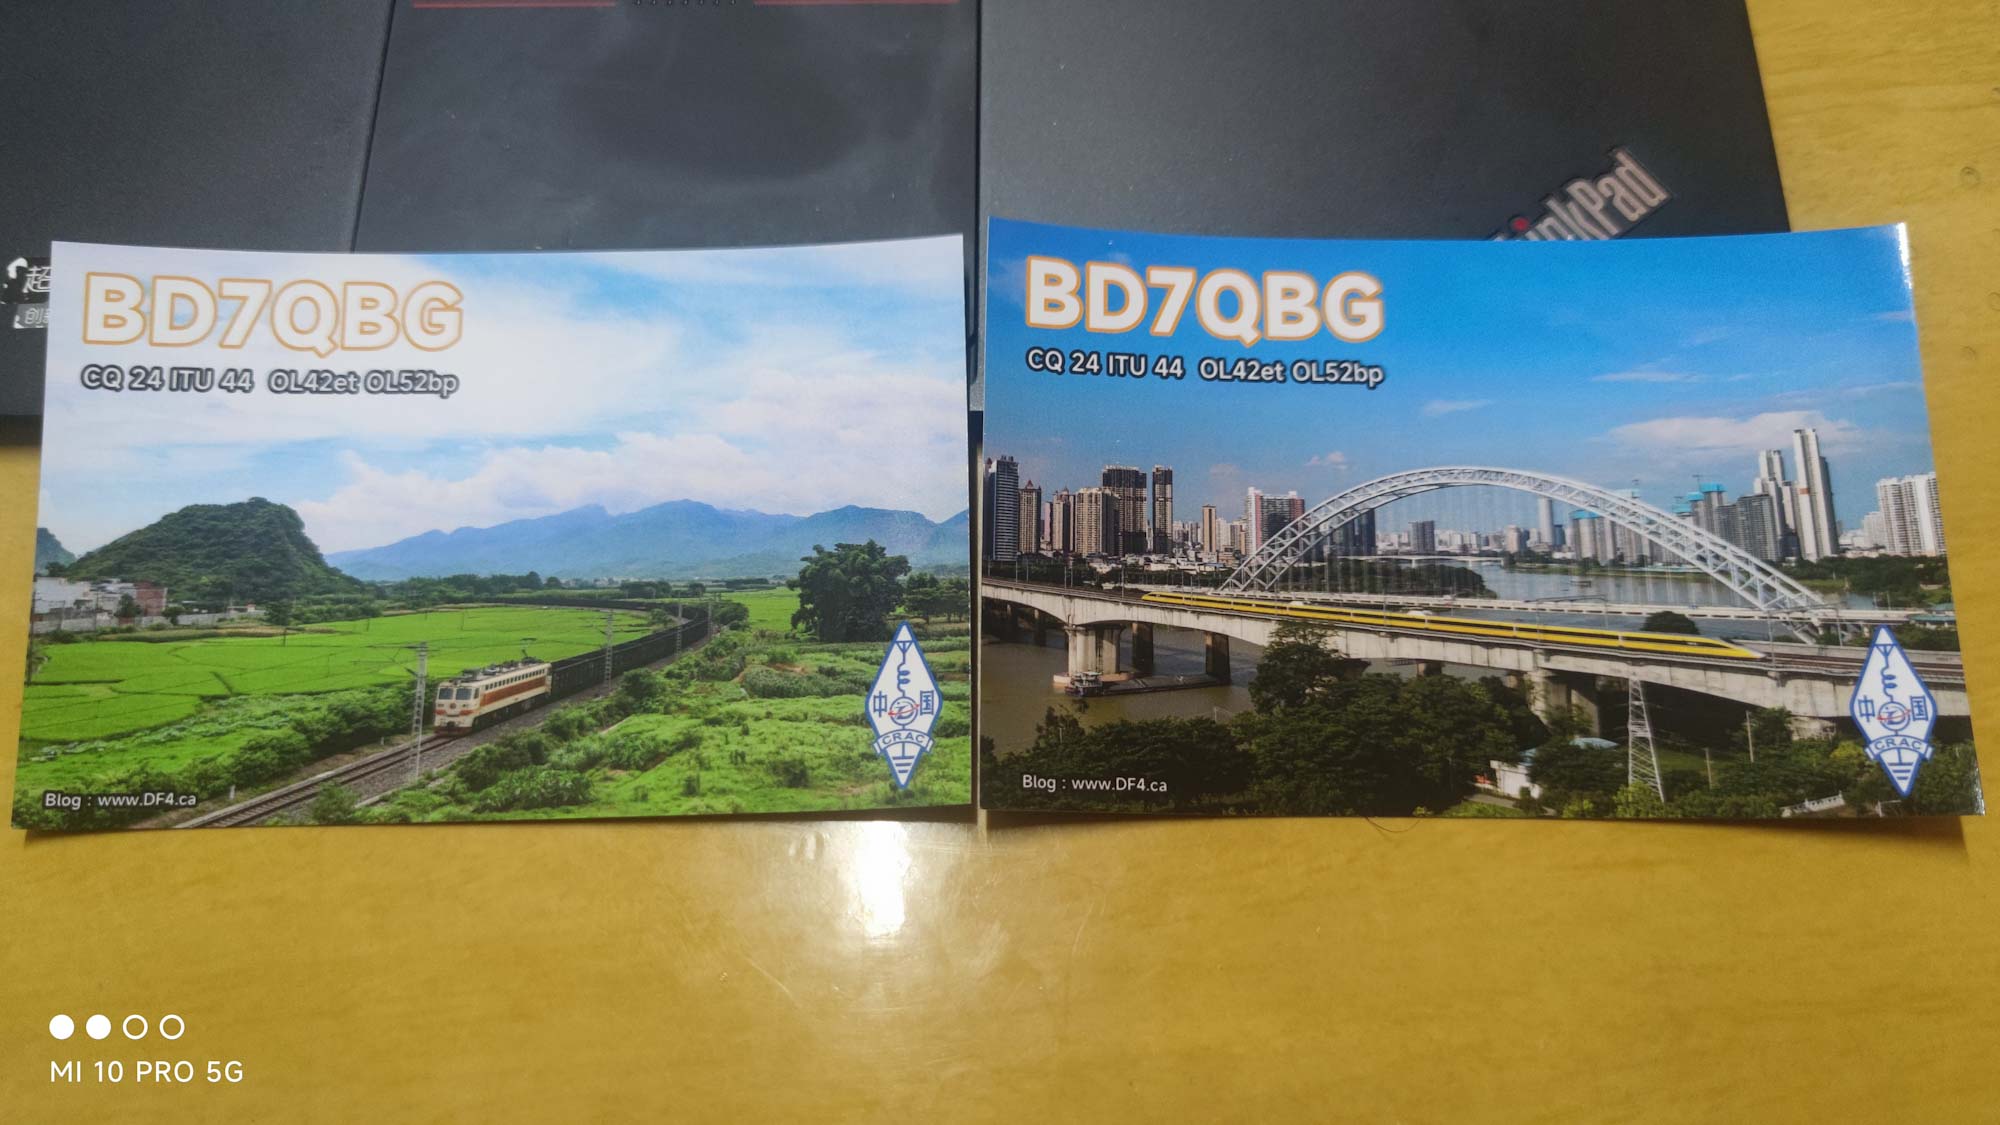 超
创
BD7QBG
CQ 24 ITU 44 OL42et OL52bp
中 国
CRAC
Blog : www.DF4.ca
ThinkPad
BD7QBG
CQ 24 ITU 44 OL42et OL52bp
中 国
CRAC
Blog : www.DF4.ca
MI 10 PRO 5G